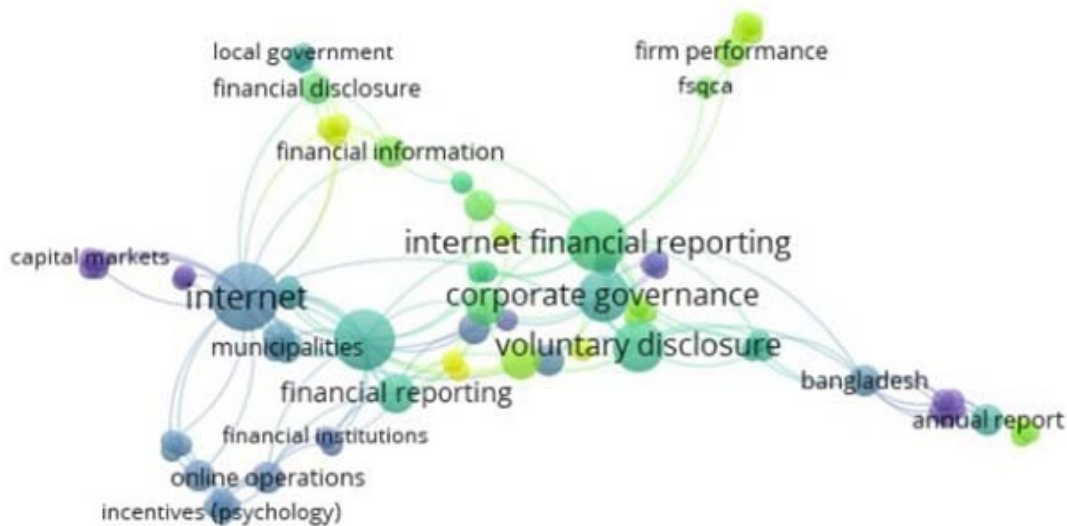 local government
firm performance
financial disclosure
fsqca
financial information
internet financial reporting
capital markets
internet
corporate governance
municipalities
voluntary disclosure
bangladesh
financial reporting
annual report
financial institutions
online operations
incentives (psychology)